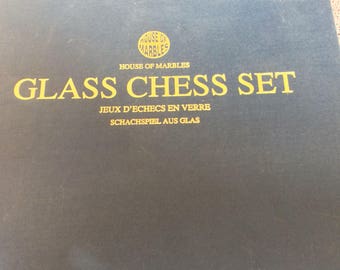 HOUSE OF
MARBLES
HOUSE OF MARBLES
GLASS CHESS SET
JEUX D'ECHECS EN VERRE
SCHACHSPIEL AUS GLAS